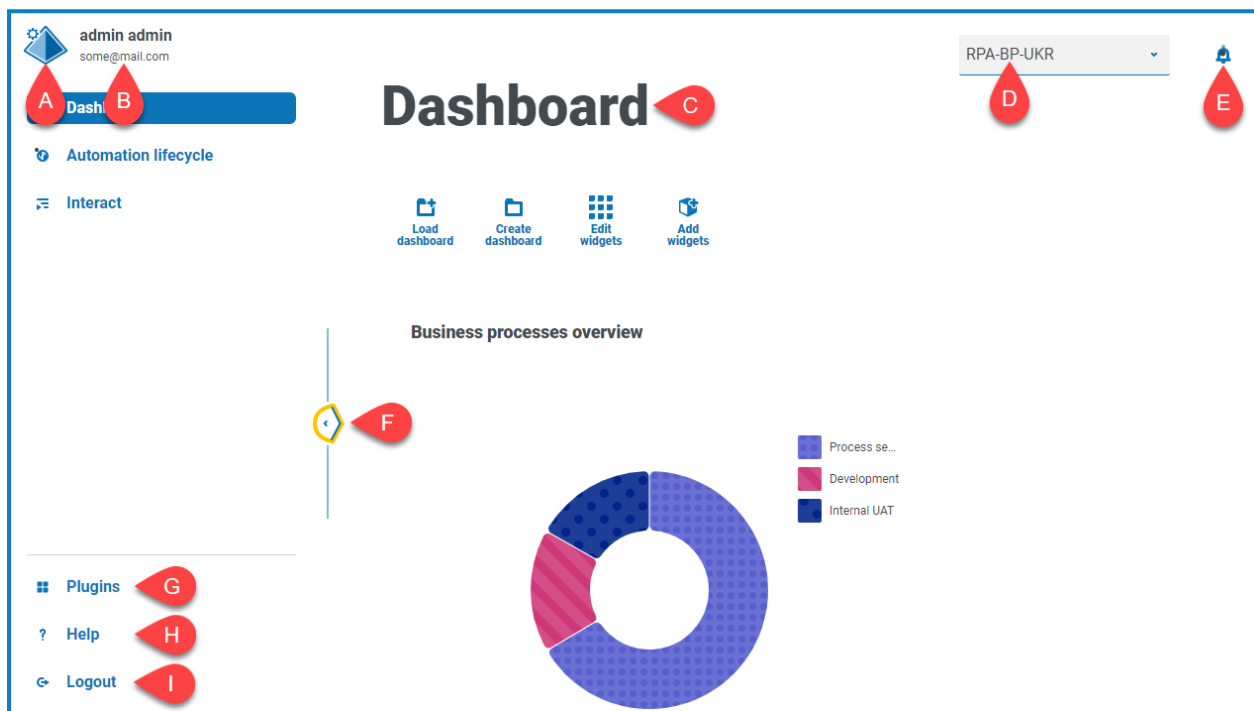 admin admin
some@mail.com
RPA-BP-UKR
A
B
C
D
E
Dashboard
Automation lifecycle
Interact
Load
dashboard
Create
dashboard
Edit
widgets
Add
widgets
Business processes overview
F
Process se...
Development
Internal UAT
Plugins
G
?
Help
H
Logout
I